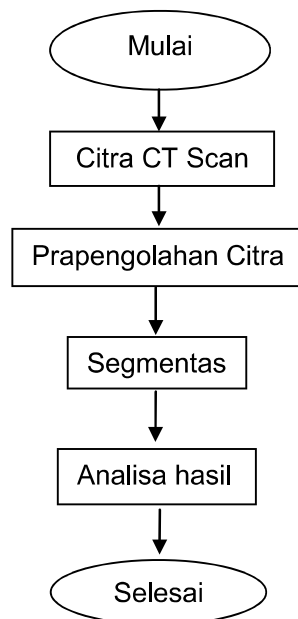 Mulai
Citra CT Scan
Prapengolahan Citra
Segmentas
Analisa hasil
Selesai